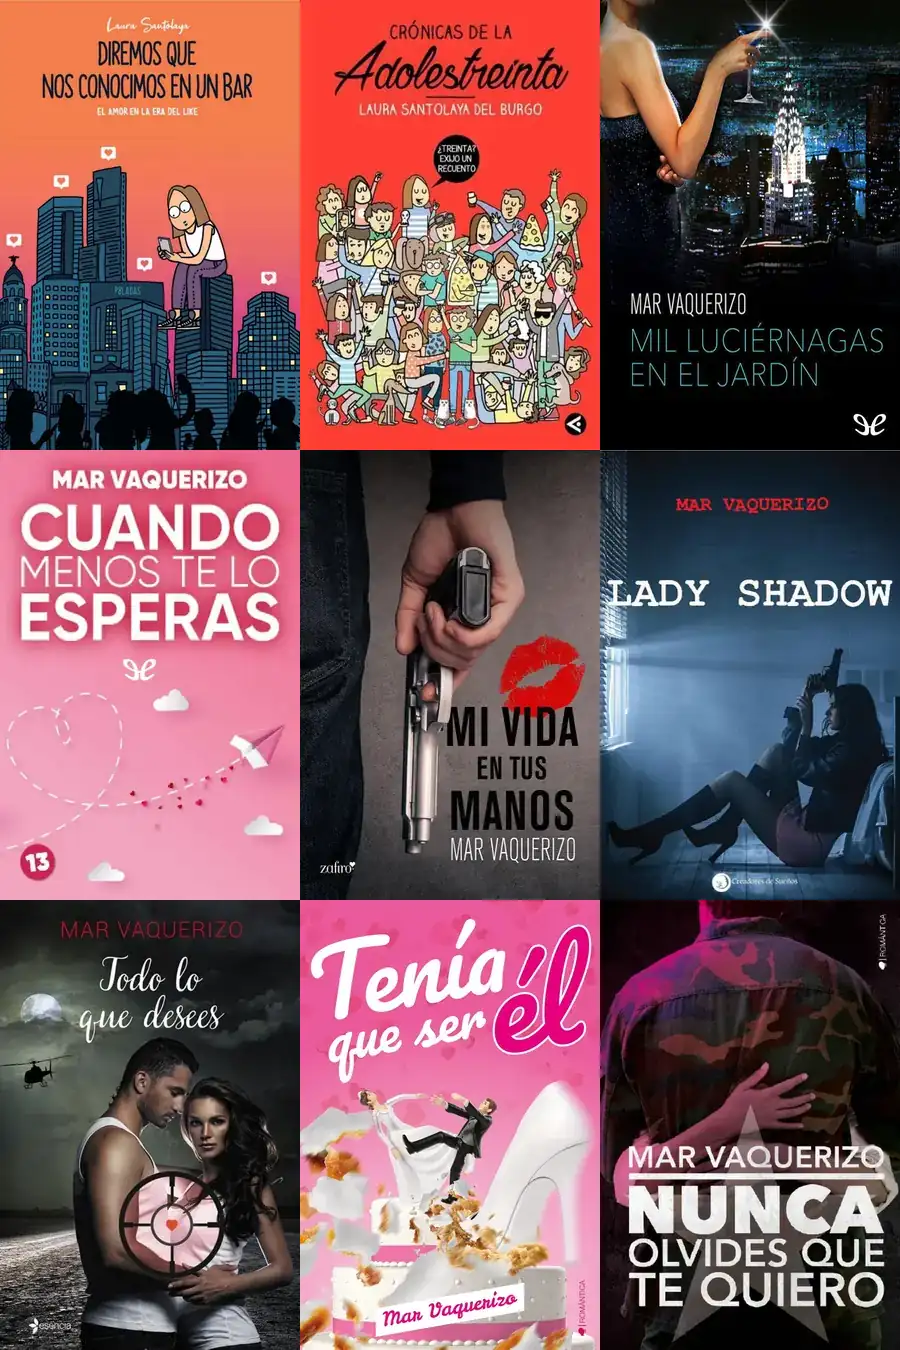 Laura Santolaya
DIREMOS QUE
NOS CONOCIMOS EN UN BAR
EL AMOR EN LA ERA DEL LIKE
PELADAS
CRÓNICAS DE LA
Adolestreinta
LAURA SANTOLAYA DEL BURGO
¿TREINTA?
EXIJO UN
RECUENTO
MAR VAQUERIZO
MIL LUCIÉRNAGAS
EN EL JARDÍN
MAR VAQUERIZO
CUANDO
MENOS TE LO
ESPERAS
13
MI VIDA
EN TUS
MANOS
MAR VAQUERIZO
zafiro
MAR VAQUERIZO
LADY SHADOW
Creadores de Sueños
MAR VAQUERIZO
Todo lo
que desees
esencia
Tenía
que ser él
Mar Vaquerizo
ROMÀNTICA
ROMÀNTICA
MAR VAQUERIZO
NUNCA
OLVIDES QUE
TE QUIERO